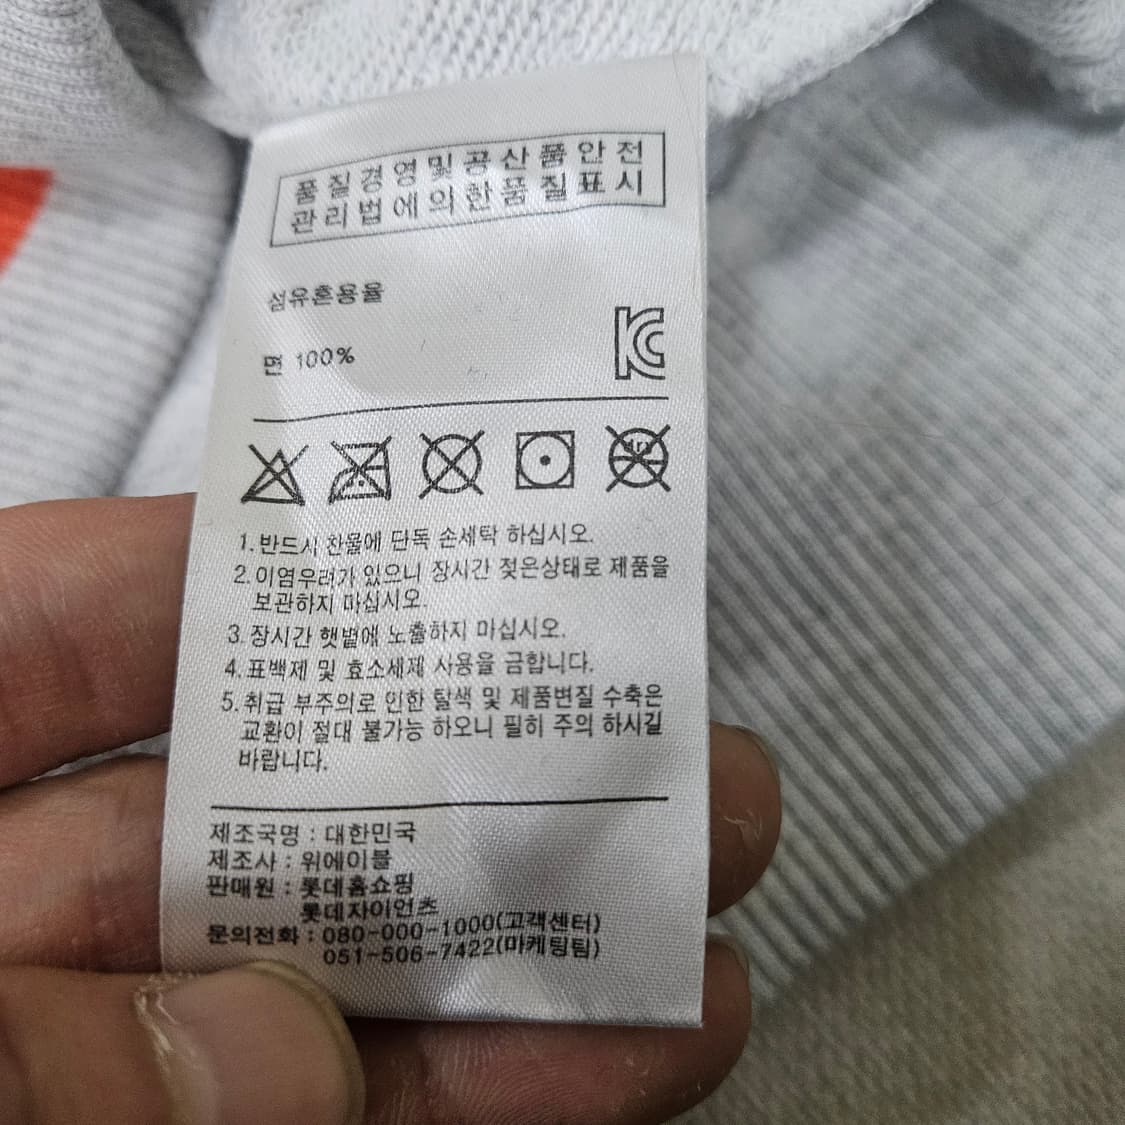 품질경영및공산품안전
관리법에의한품질표시
섬유혼용율
면 100%
KC
dry
1. 반드시 찬물에 단독 손세탁 하십시오.
2. 이염우려가 있으니 장시간 젖은상태로 제품을
보관하지 마십시오.
3. 장시간 햇볕에 노출하지 마십시오.
4. 표백제 및 효소세제 사용을 금합니다.
5. 취급 부주의로 인한 탈색 및 제품변질 수축은
교환이 절대 불가능 하오니 필히 주의 하시길
바랍니다.
제조국명 : 대한민국
제조사 : 위에이블
판매원 : 롯데홈쇼핑
롯데자이언츠
문의전화 : 080-000-1000(고객센터)
051-506-7422(마케팅팀)